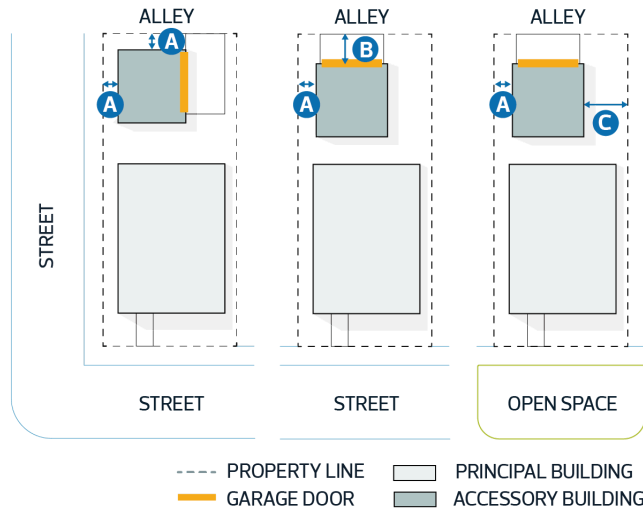 ALLEY
ALLEY
ALLEY
A
B
A
A
A
C
STREET
STREET
STREET
OPEN SPACE
PROPERTY LINE
PRINCIPAL BUILDING
GARAGE DOOR
ACCESSORY BUILDING